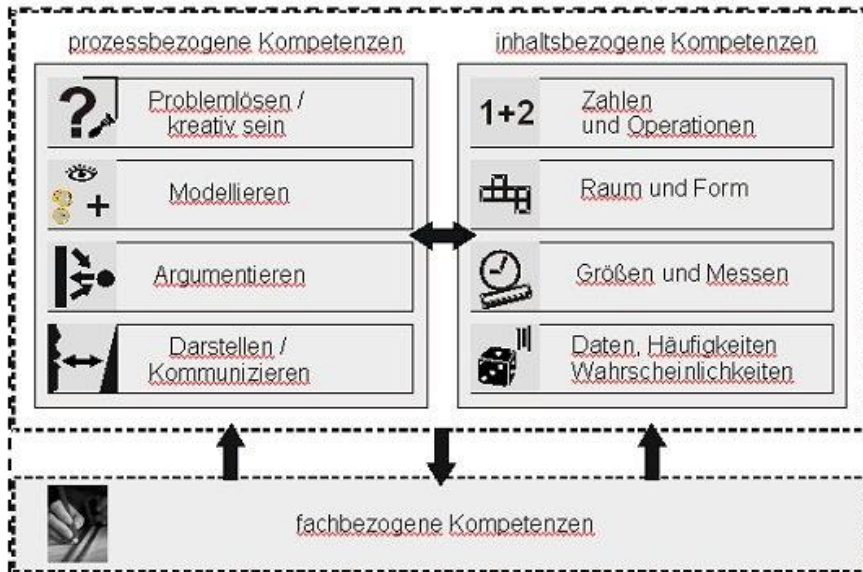 prozessbezogene Kompetenzen
Problemlösen /
kreativ sein
Modellieren
Argumentieren
Darstellen /
Kommunizieren
inhaltsbezogene Kompetenzen
1+2
Zahlen
und Operationen
Raum und Form
Größen und Messen
Daten, Häufigkeiten
Wahrscheinlichkeiten
fachbezogene Kompetenzen